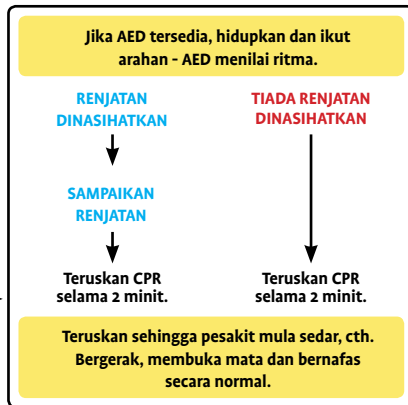 Jika AED tersedia, hidupkan dan ikut
arahan - AED menilai ritma.
RENJATAN
DINASIHATKAN
TIADA RENJATAN
DINASIHATKAN
SAMPAIKAN
RENJATAN
Teruskan CPR
selama 2 minit.
Teruskan CPR
selama 2 minit.
Teruskan sehingga pesakit mula sedar, cth.
Bergerak, membuka mata dan bernafas
secara normal.